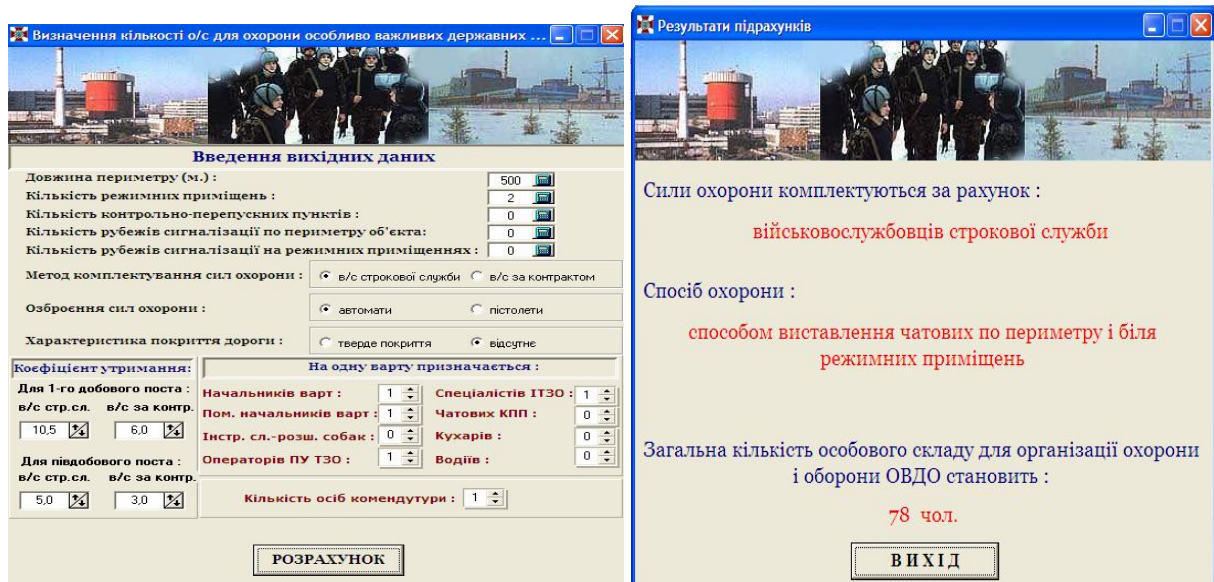 Визначення кількості о/с для охорони особливо важливих державних ...
Введення вихідних даних
Довжина периметру (м.) : 500
Кількість режимних приміщень : 2
Кількість контрольно-перепускних пунктів : 0
Кількість рубежів сигналізації по периметру об'єкта: 0
Кількість рубежів сигналізації на режимних приміщеннях : 0
Метод комплектування сил охорони : в/с строкової служби в/с за контрактом
Озброєння сил охорони : автомати пістолети
Характеристика покриття дороги : тверде покриття відсутнє
Коефіцієнт утримання:
Для 1-го добового поста :
в/с стр.сл. в/с за контр.
10,5 6,0
Для півдобового поста :
в/с стр.сл. в/с за контр.
5,0 3,0
На одну варту призначається :
Начальників варт : 1 Спеціалістів ІТЗО : 1
Пом. начальників варт : 1 Чатових КПП : 0
Інстр. сл.-розш. собак : 0 Кухарів : 0
Операторів ПУ ТЗО : 1 Водіїв : 0
Кількість осіб комендутури : 1
РОЗРАХУНОК
Результати підрахунків
Сили охорони комплектуються за рахунок :
військовослужбовців строкової служби
Спосіб охорони :
способом виставлення чатових по периметру і біля
режимних приміщень
Загальна кількість особового складу для організації охорони
і оборони ОВДО становить :
78 чол.
ВИХІД